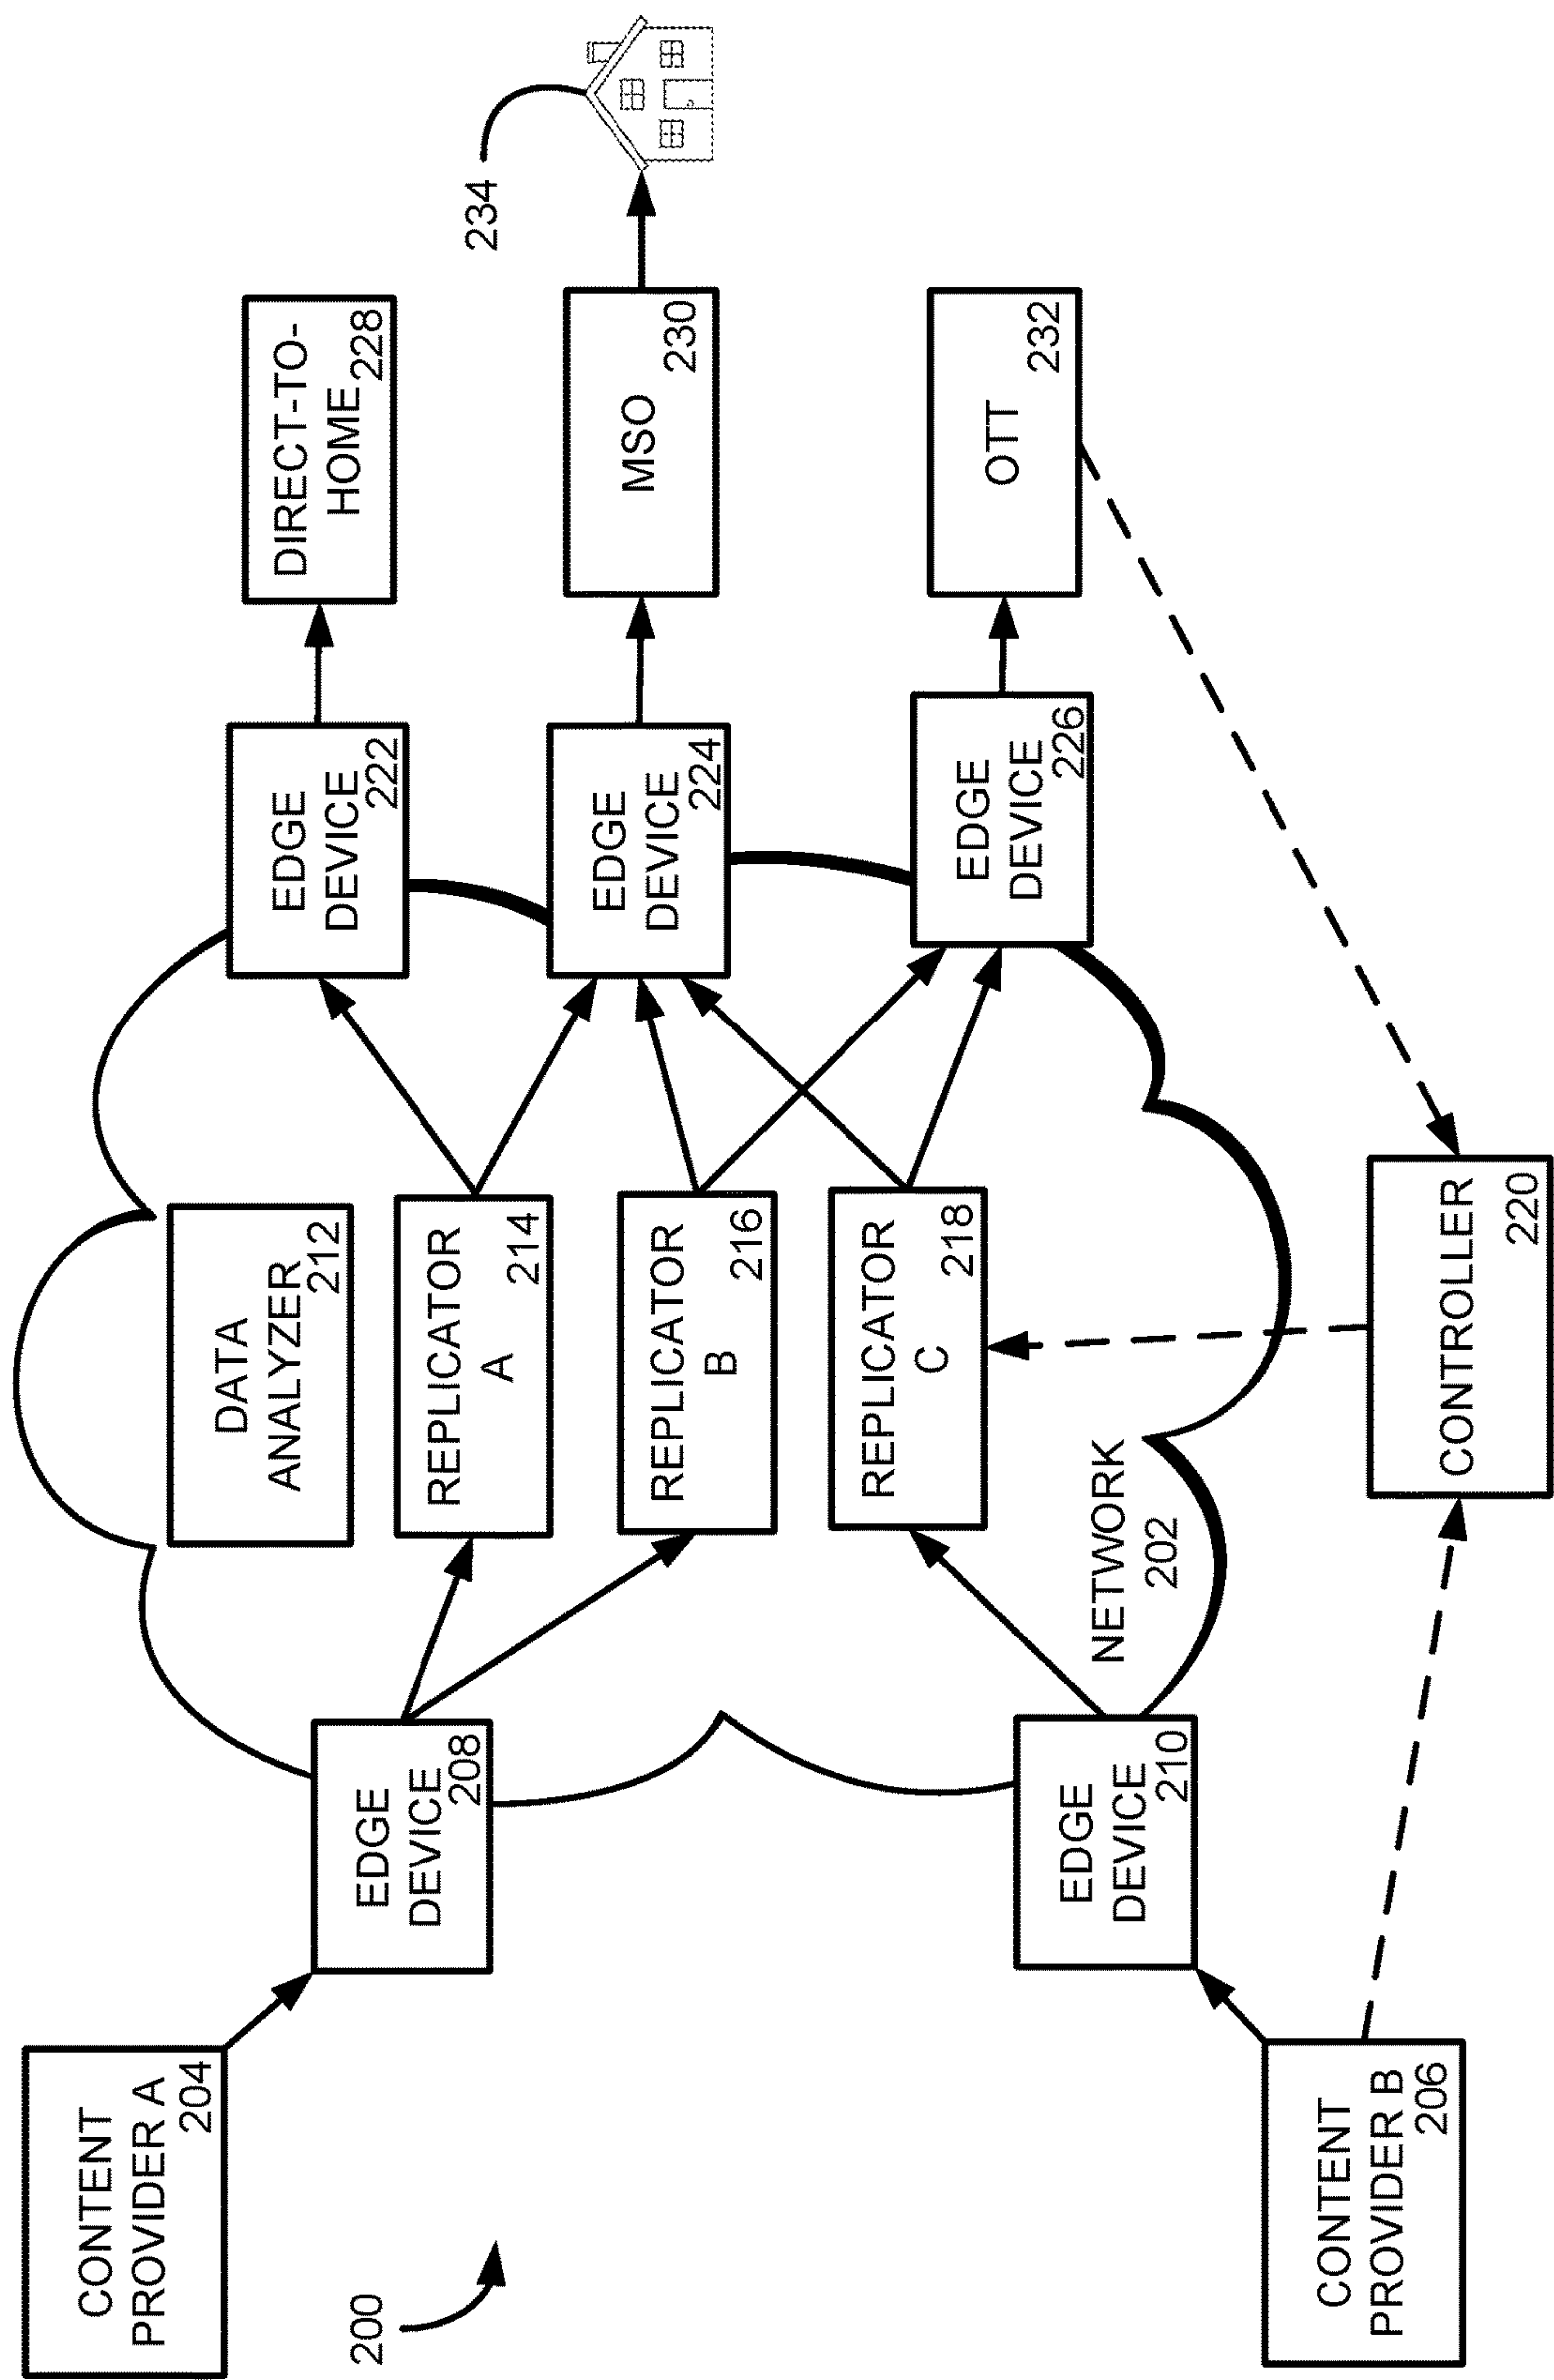 200
CONTENT
PROVIDER A
204
EDGE
DEVICE
208
DATA
ANALYZER
212
REPLICATOR
A
214
REPLICATOR
B
216
REPLICATOR
C
218
EDGE
DEVICE
222
DIRECT-TO-
HOME
228
EDGE
DEVICE
224
MSO
230
234
EDGE
DEVICE
226
OTT
232
NETWORK
202
EDGE
DEVICE
210
CONTENT
PROVIDER B
206
CONTROLLER
220